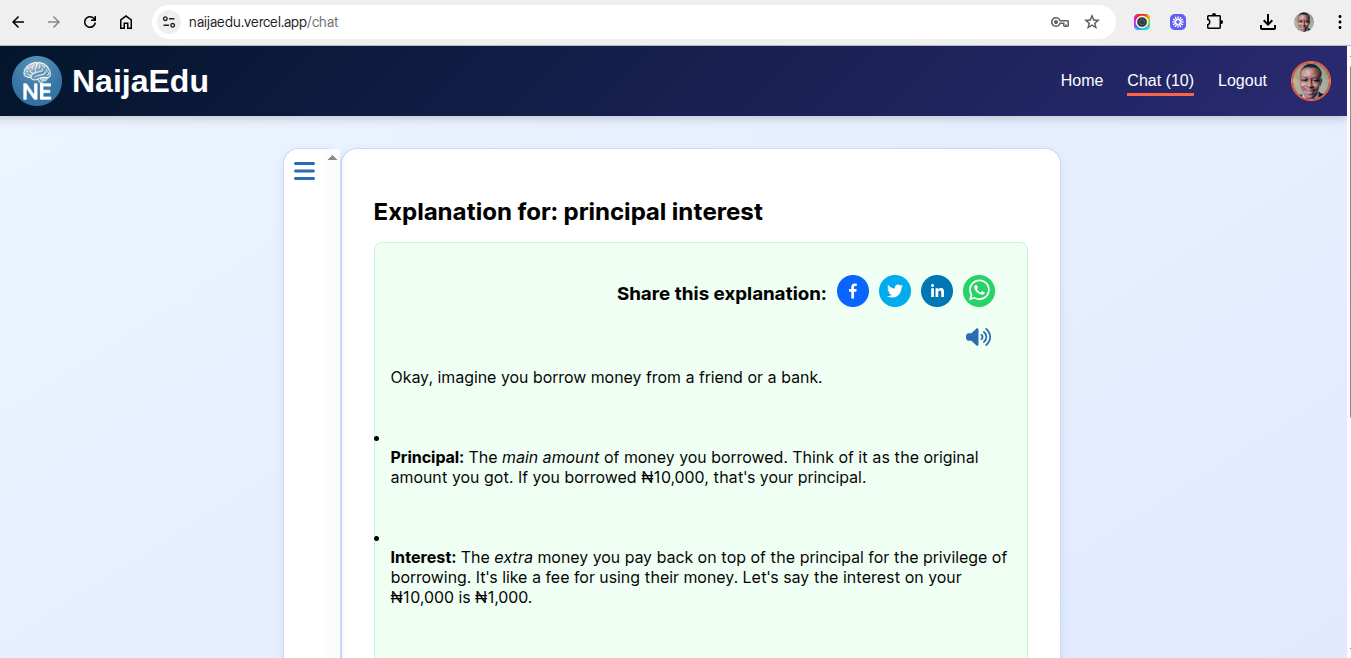 naijaedu.vercel.app/chat
NE
NaijaEdu
Home
Chat (10)
Logout
Explanation for: principal interest
Share this explanation:
Okay, imagine you borrow money from a friend or a bank.
Principal: The main amount of money you borrowed. Think of it as the original
amount you got. If you borrowed ₦10,000, that's your principal.
Interest: The extra money you pay back on top of the principal for the privilege of
borrowing. It's like a fee for using their money. Let's say the interest on your
₦10,000 is ₦1,000.